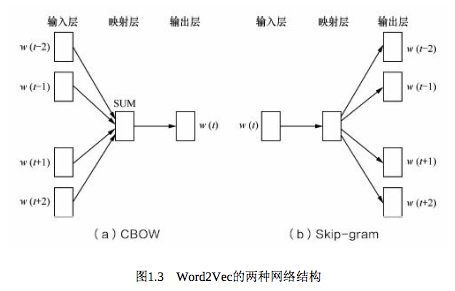 输入层 映射层 输出层 输入层 映射层 输出层
w (t−2) w (t−2)
w (t−1) w (t−1)
SUM
w (t) w (t)
w (t+1) w (t+1)
w (t+2) w (t+2)
（a）CBOW （b）Skip-gram
图1.3 Word2Vec的两种网络结构